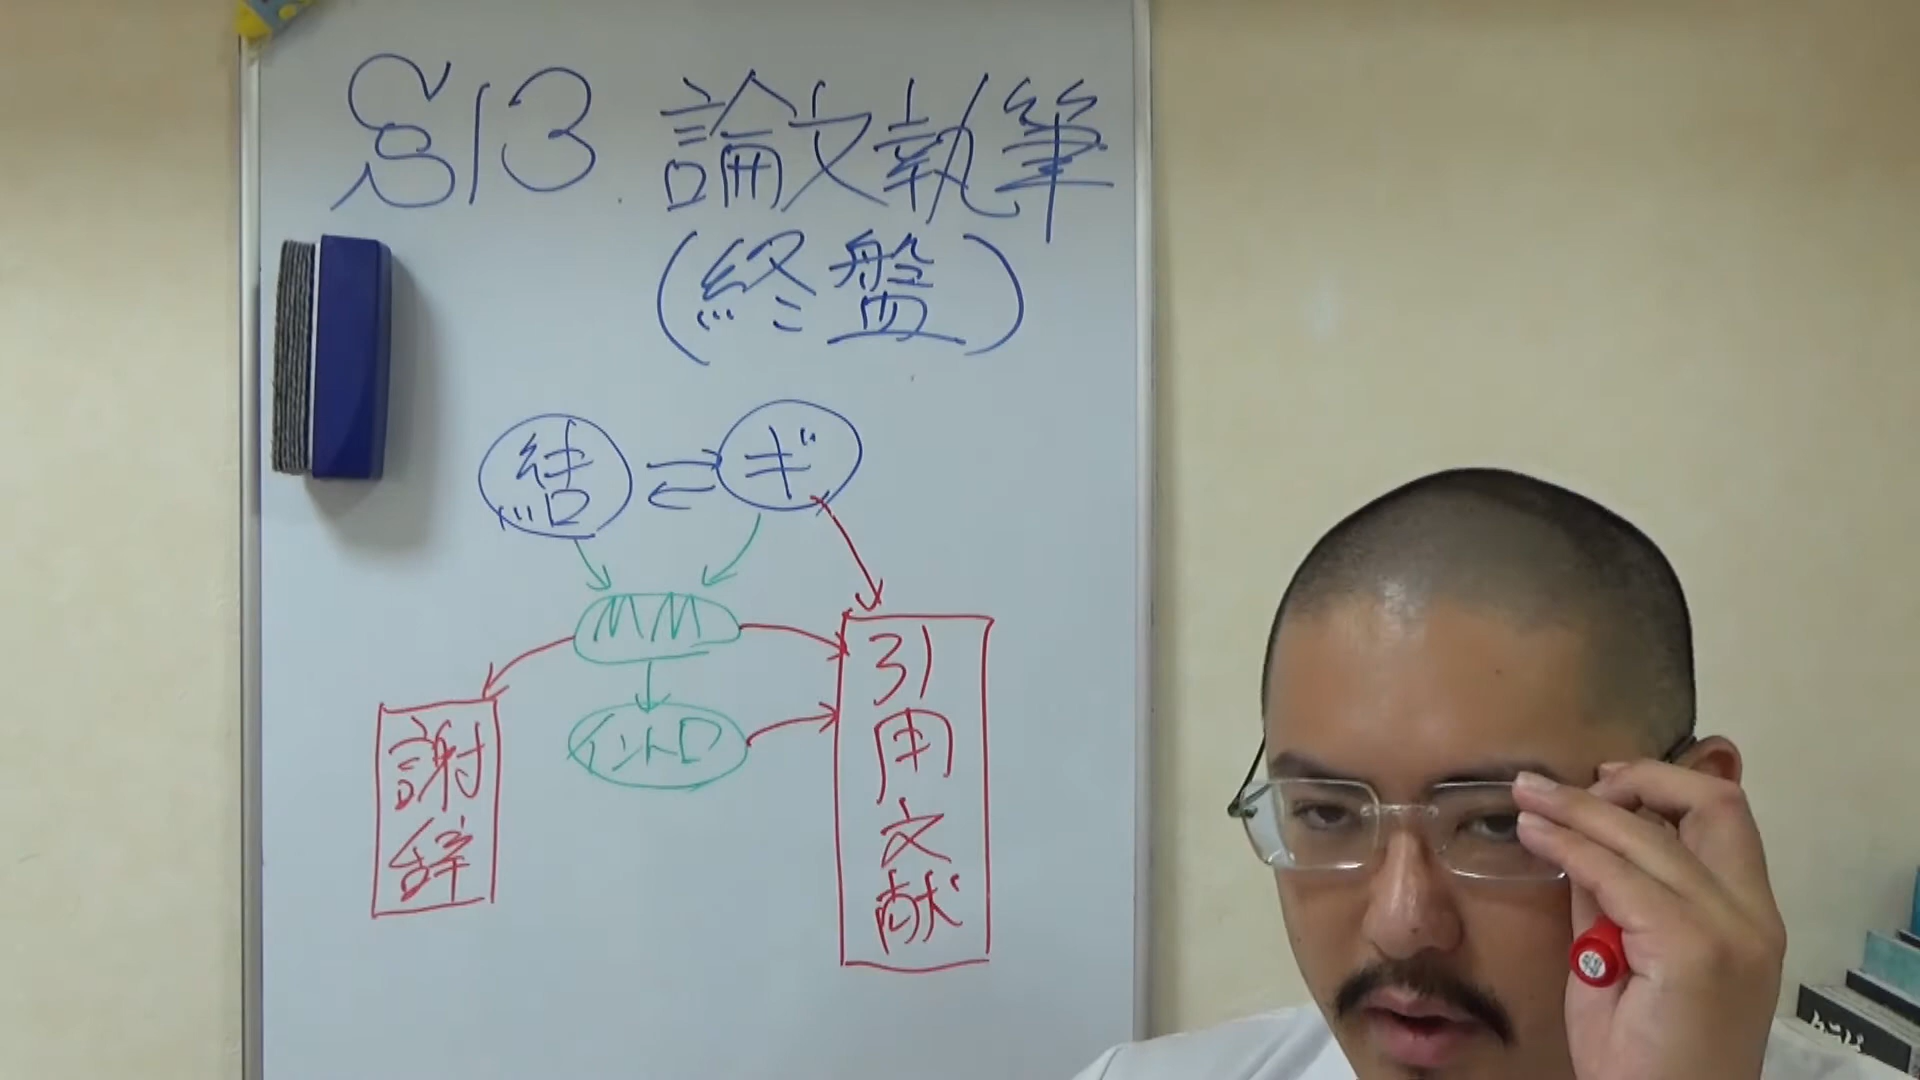 §13. 論文執筆
(終盤)
結
ギ
MM
イントロ
謝辞
引用文献